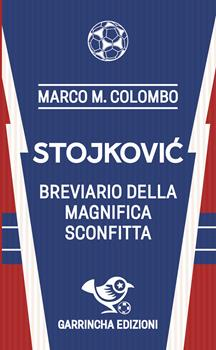 MARCO M. COLOMBO
STOJKOVIĆ
BREVIARIO DELLA
MAGNIFICA
SCONFITTA
GARRINCHA EDIZIONI